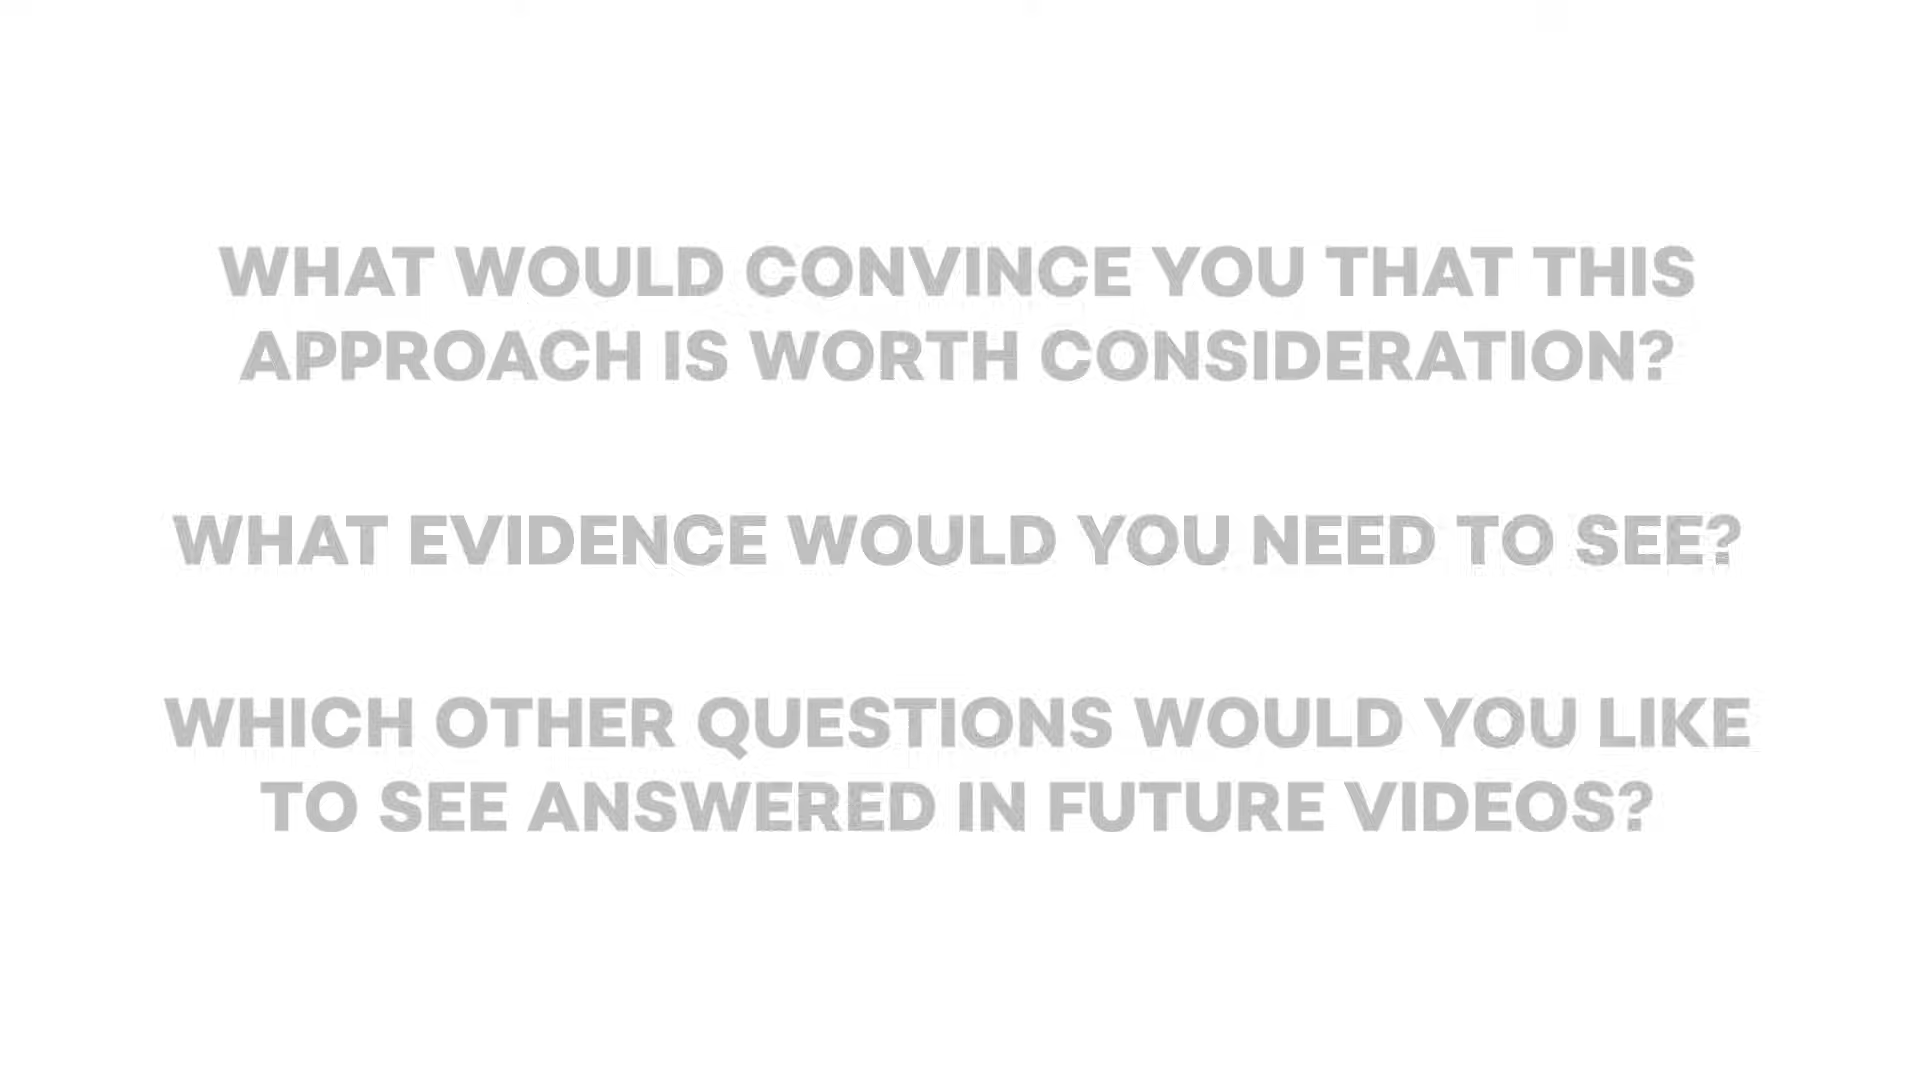 WHAT WOULD CONVINCE YOU THAT THIS
APPROACH IS WORTH CONSIDERATION?
WHAT EVIDENCE WOULD YOU NEED TO SEE?
WHICH OTHER QUESTIONS WOULD YOU LIKE
TO SEE ANSWERED IN FUTURE VIDEOS?